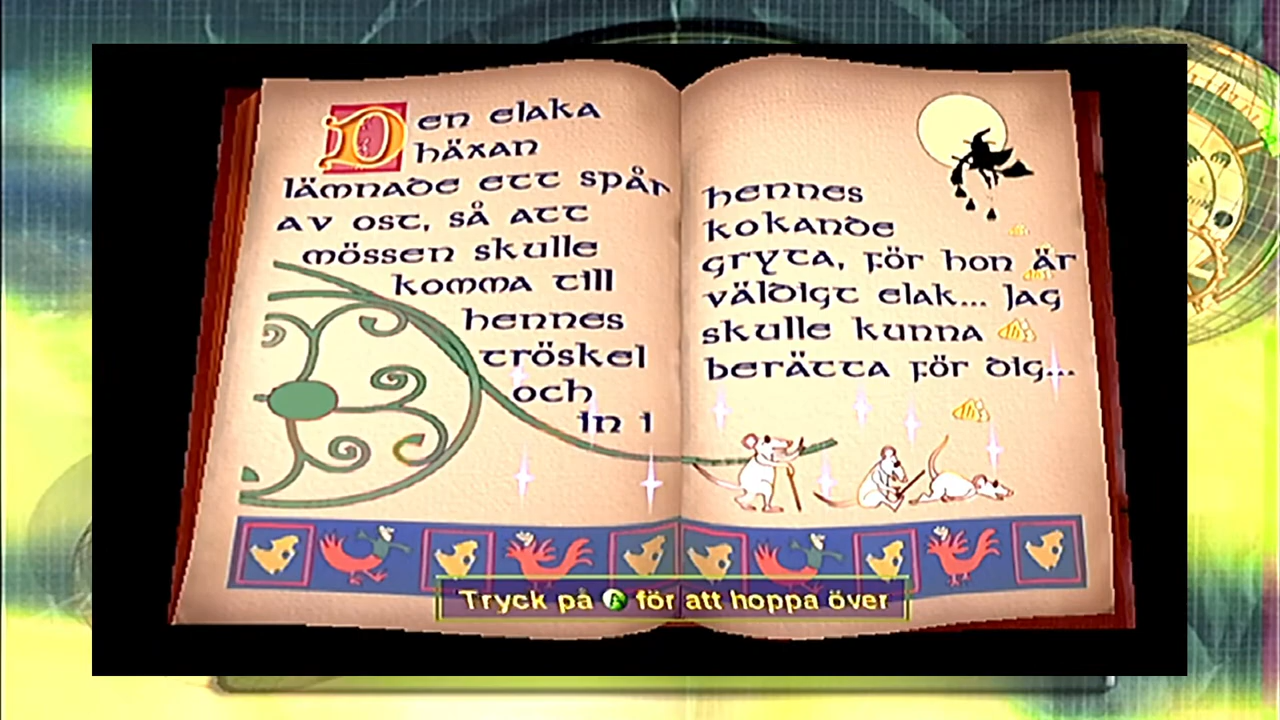 Den elaka
häxan
lämnade ett spår
av ost, så att
mössen skulle
komma till
hennes
tröskel
och
in i
hennes
kokande
gryta, för hon är
väldigt elak... Jag
skulle kunna
berätta för dig...
Tryck på A för att hoppa över